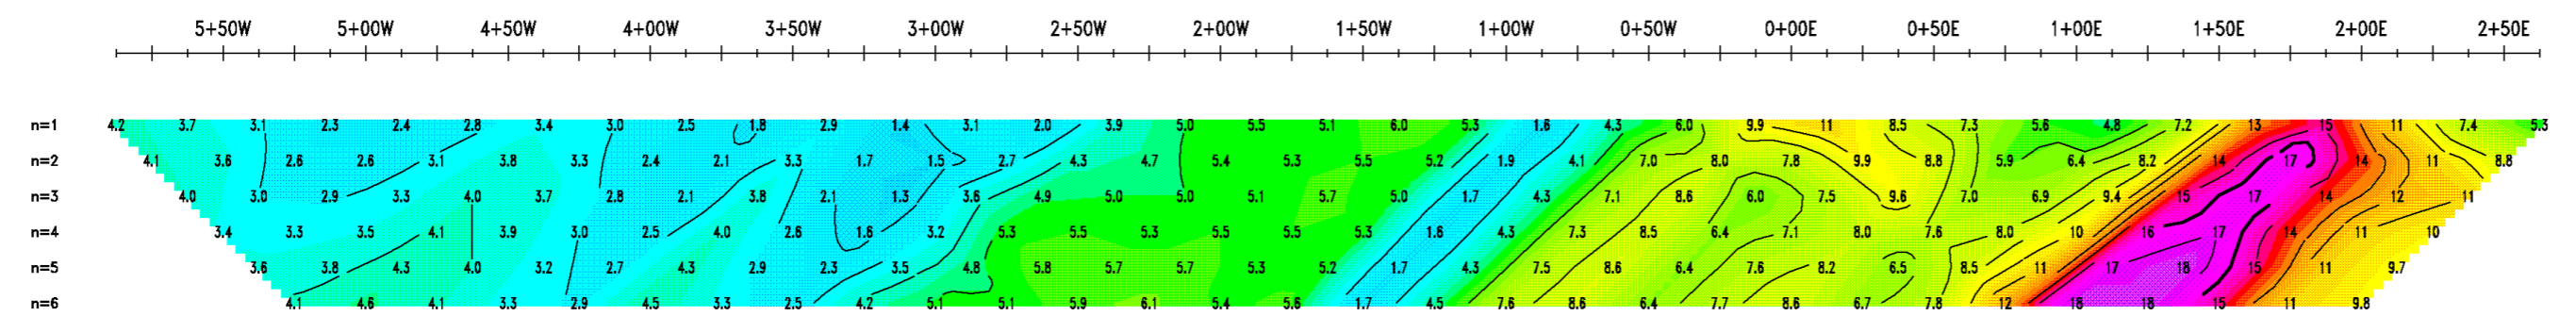 5+50W 5+00W 4+50W 4+00W 3+50W 3+00W 2+50W 2+00W 1+50W 1+00W 0+50W 0+00E 0+50E 1+00E 1+50E 2+00E 2+50E
n=1 4.2 3.7 3.1 2.3 2.4 2.8 3.4 3.0 2.5 1.8 2.9 1.4 3.1 2.0 3.9 5.0 5.5 5.1 6.0 5.3 1.6 4.3 6.0 9.9 11 8.5 7.3 5.6 4.8 7.2 13 15 11 7.4 5.3
n=2 4.1 3.6 2.6 2.6 3.1 3.8 3.3 2.4 2.1 3.3 1.7 1.5 2.7 4.3 4.7 5.4 5.3 5.5 5.2 1.9 4.1 7.0 8.0 7.8 9.9 8.8 5.9 6.4 8.2 14 17 14 11 8.8
n=3 4.0 3.0 2.9 3.3 4.0 3.7 2.8 2.1 3.8 2.1 1.3 3.6 4.9 5.0 5.0 5.1 5.7 5.0 1.7 4.3 7.1 8.6 6.0 7.5 9.6 7.0 6.9 9.4 15 17 14 12 11
n=4 3.4 3.3 3.5 4.1 3.9 3.0 2.5 4.0 2.6 1.6 3.2 5.3 5.5 5.3 5.5 5.5 5.3 1.6 4.3 7.3 8.5 6.4 7.1 8.0 7.6 8.0 10 16 17 14 11 10
n=5 3.6 3.8 4.3 4.0 3.2 2.7 4.3 2.9 2.3 3.5 4.8 5.8 5.7 5.7 5.3 5.2 1.7 4.3 7.5 8.6 6.4 7.6 8.2 6.5 8.5 11 17 18 15 11 9.7
n=6 4.1 4.6 4.1 3.3 2.9 4.5 3.3 2.5 4.2 5.1 5.1 5.9 6.1 5.4 5.6 1.7 4.5 7.6 8.6 6.4 7.7 8.6 6.7 7.8 12 18 18 15 11 9.8